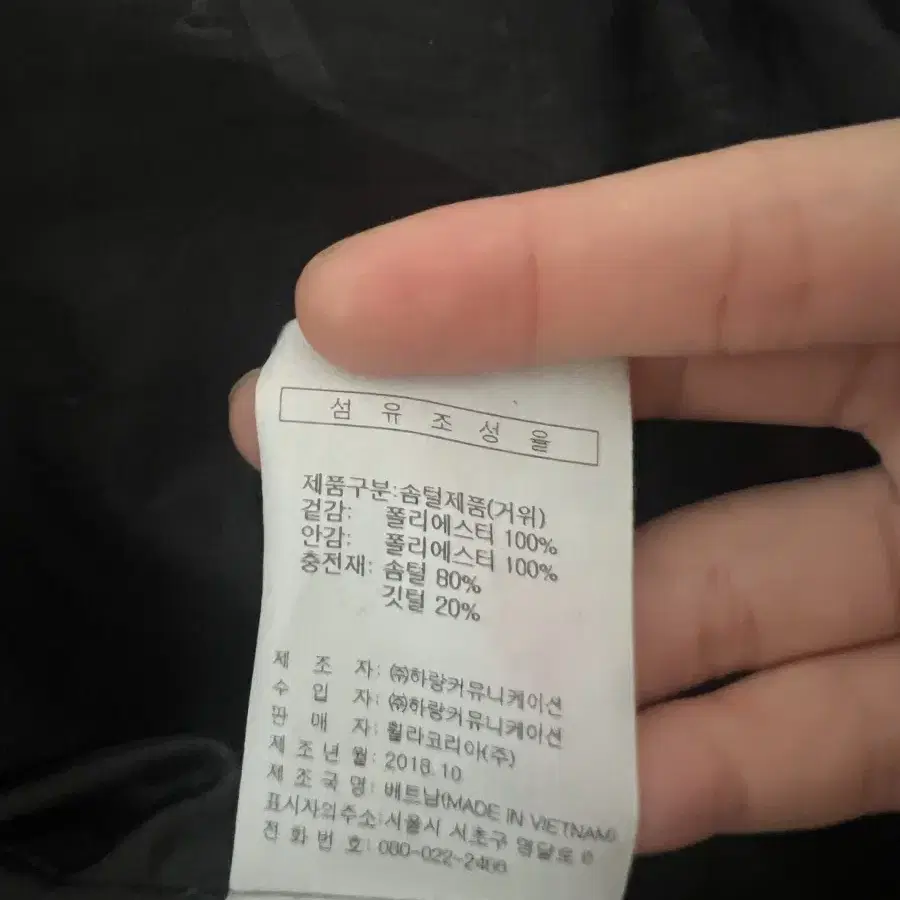 섬 유 조 성 율
제품구분:솜털제품(거위)
겉감: 폴리에스터 100%
안감: 폴리에스터 100%
충전재: 솜털 80%
깃털 20%
제 조 자: ㈜하랑커뮤니케이션
수 입 자: ㈜하랑커뮤니케이션
판 매 자: 휠라코리아(주)
제 조 년 월: 2018.10
제 조 국 명: 베트남(MADE IN VIETNAM)
표시자의주소:서울시 서초구 명달로 6
전 화 번 호: 080-022-2466